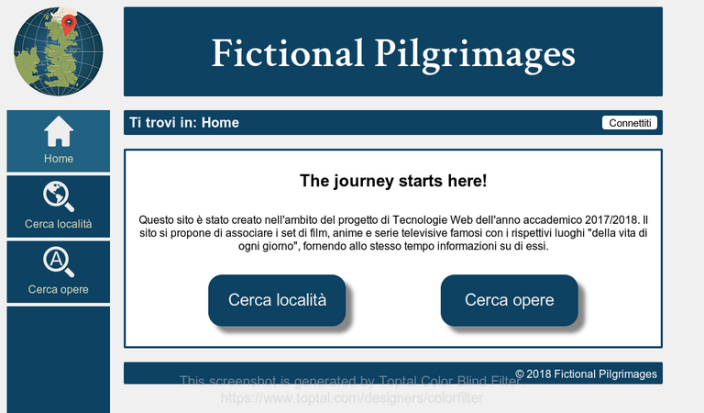 Fictional Pilgrimages
Ti trovi in: Home
Connettiti
Home
Cerca località
Cerca opere
The journey starts here!
Questo sito è stato creato nell'ambito del progetto di Tecnologie Web dell'anno accademico 2017/2018. Il
sito si propone di associare i set di film, anime e serie televisive famosi con i rispettivi luoghi "della vita di
ogni giorno", fornendo allo stesso tempo informazioni su di essi.
Cerca località
Cerca opere
© 2018 Fictional Pilgrimages
This screenshot is generated by Toptal Color Blind Filter
https://www.toptal.com/designers/colorfilter